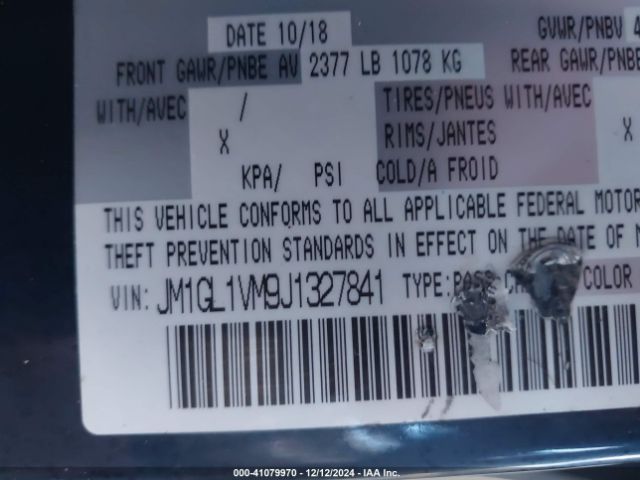 DATE 10/18 GVWR/PNBV 4
FRONT GAWR/PNBE AV 2377 LB 1078 KG REAR GAWR/PNBE
WITH/AVEC / TIRES/PNEUS WITH/AVEC
X RIMS/JANTES X
KPA/ PSI COLD/A FROID
THIS VEHICLE CONFORMS TO ALL APPLICABLE FEDERAL MOTOR
THEFT PREVENTION STANDARDS IN EFFECT ON THE DATE OF M
VIN: JM1GL1VM9J1327841 TYPE:PASS COLOR
000-41079970 - 12/12/2024 - IAA Inc.